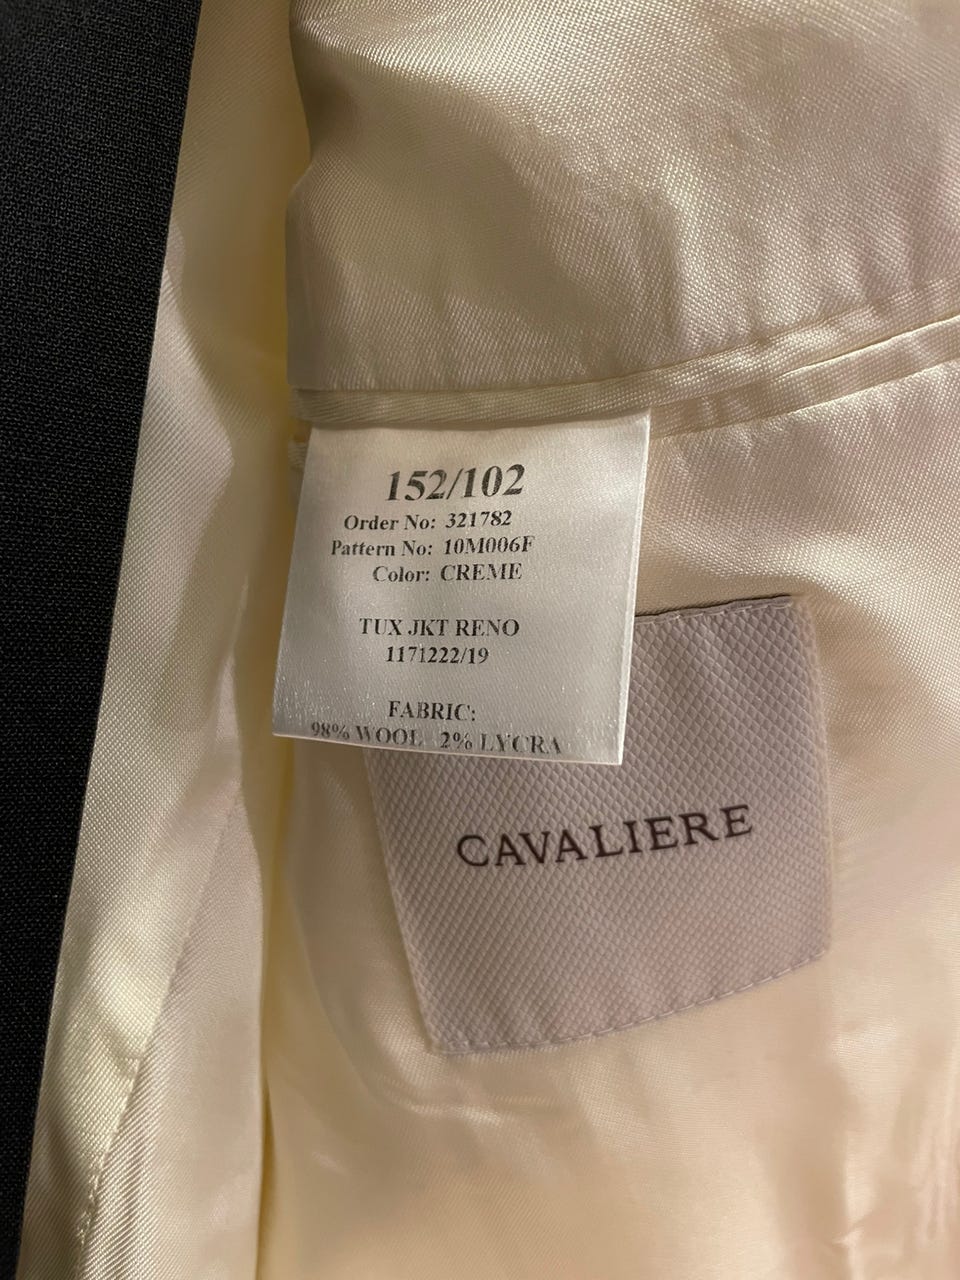 152/102
Order No: 321782
Pattern No: 10M006F
Color: CREME
TUX JKT RENO
1171222/19
FABRIC:
98% WOOL 2% LYCRA
CAVALIERE